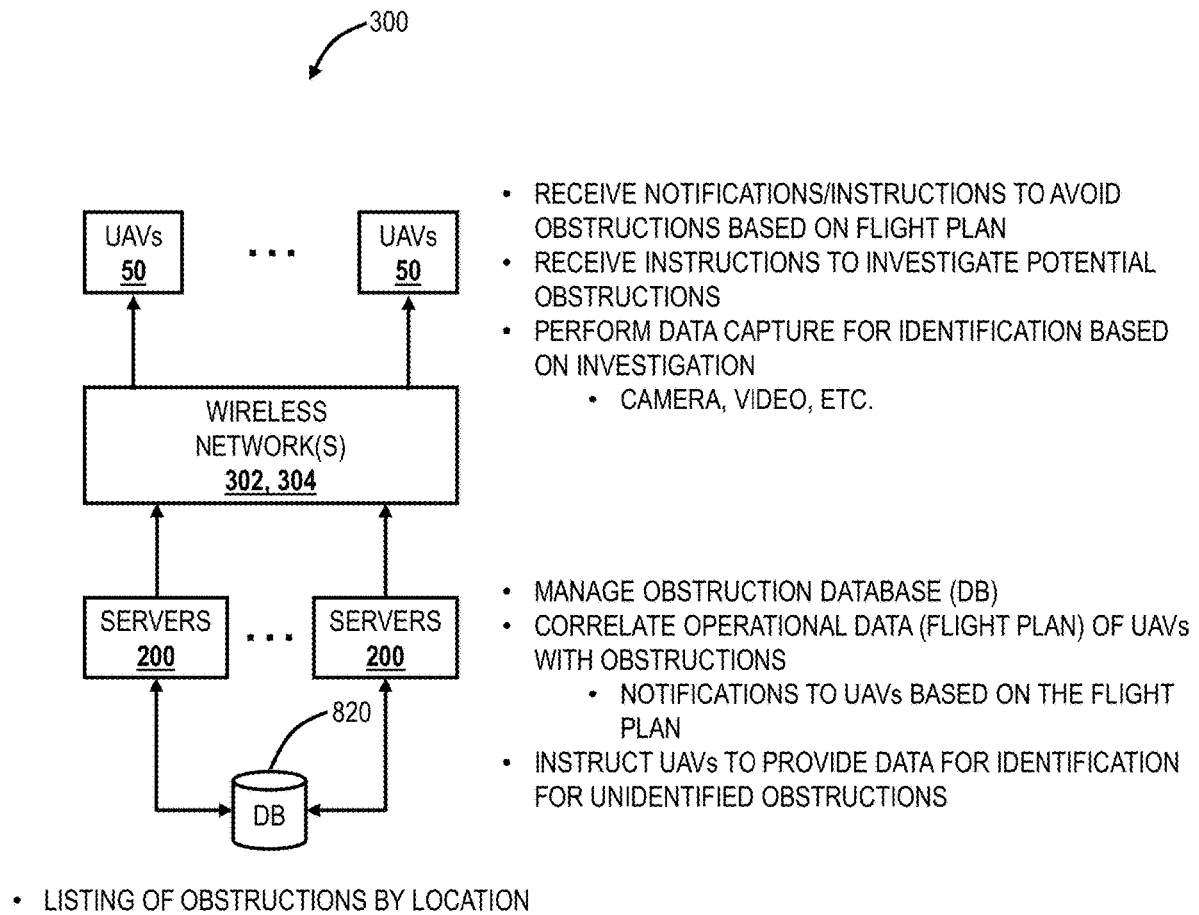 300
UAVs
50
...
UAVs
50
• RECEIVE NOTIFICATIONS/INSTRUCTIONS TO AVOID
OBSTRUCTIONS BASED ON FLIGHT PLAN
• RECEIVE INSTRUCTIONS TO INVESTIGATE POTENTIAL
OBSTRUCTIONS
• PERFORM DATA CAPTURE FOR IDENTIFICATION BASED
ON INVESTIGATION
• CAMERA, VIDEO, ETC.
WIRELESS
NETWORK(S)
302, 304
SERVERS
200
...
SERVERS
200
• MANAGE OBSTRUCTION DATABASE (DB)
• CORRELATE OPERATIONAL DATA (FLIGHT PLAN) OF UAVs
WITH OBSTRUCTIONS
• NOTIFICATIONS TO UAVs BASED ON THE FLIGHT
PLAN
• INSTRUCT UAVs TO PROVIDE DATA FOR IDENTIFICATION
FOR UNIDENTIFIED OBSTRUCTIONS
820
DB
• LISTING OF OBSTRUCTIONS BY LOCATION